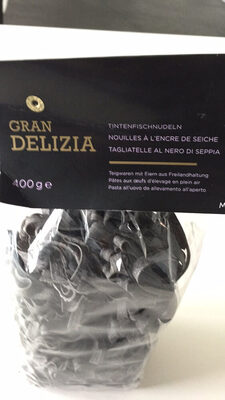 GRAN
DELIZIA
TINTENFISCHNUDELN
NOUILLES À L'ENCRE DE SEICHE
TAGLIATELLE AL NERO DI SEPPIA
Teigwaren mit Eiern aus Freilandhaltung
Pâtes aux œufs d'élevage en plein air
Pasta all'uovo da allevamento all'aperto.
400g e
M